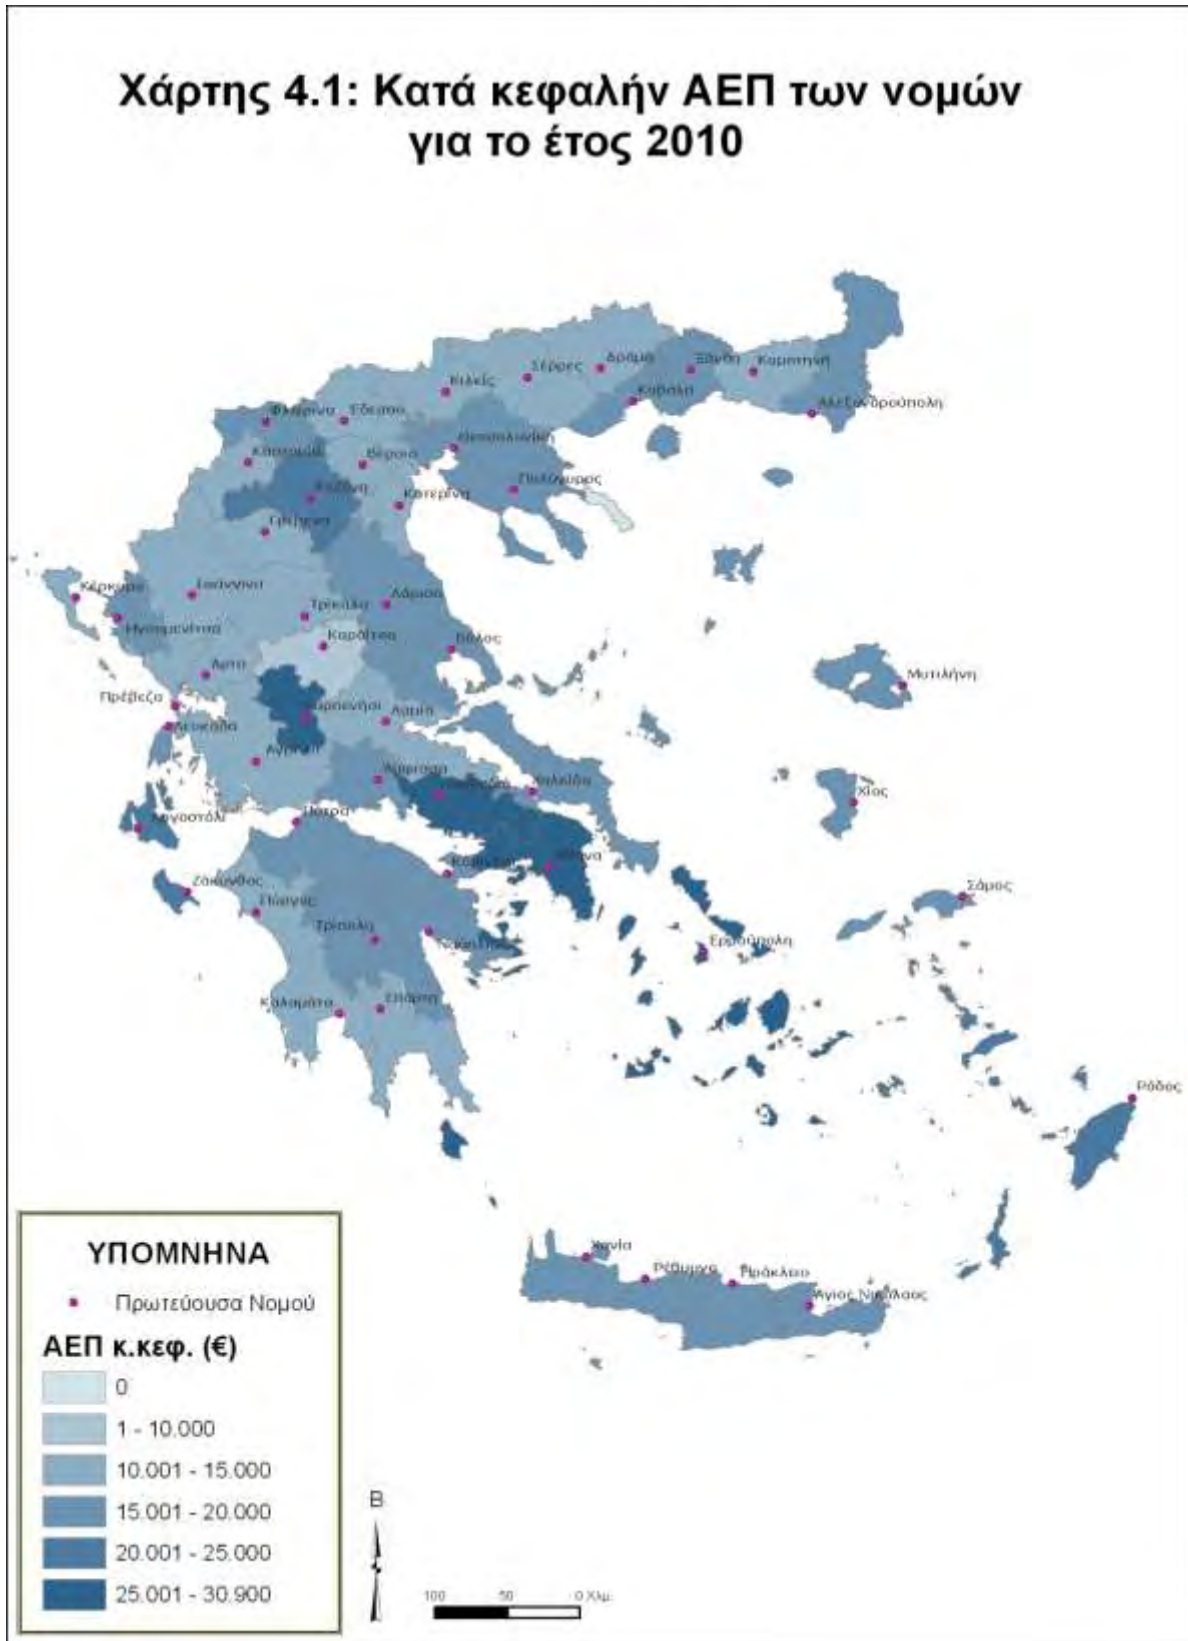 Χάρτης 4.1: Κατά κεφαλήν ΑΕΠ των νομών
για το έτος 2010
Δράμα
Ξάνθη
Κομοτηνή
Σέρρες
Κιλκίς
Καβάλα
Αλεξανδρούπολη
Φλώρινα
Έδεσσα
Θεσσαλονίκη
Καστοριά
Βέροια
Πολύγυρος
Κοζάνη
Κατερίνη
Γρεβενά
Κέρκυρα
Ιωάννινα
Λάρισα
Τρίκαλα
Ηγουμενίτσα
Καρδίτσα
Βόλος
Άρτα
Μυτιλήνη
Πρέβεζα
Καρπενήσι
Λαμία
Λευκάδα
Αγρίνιο
Άμφισσα
Χαλκίδα
Χίος
Πάτρα
Αργοστόλι
Κόρινθος
Αθήνα
Ζάκυνθος
Σάμος
Πύργος
Τρίπολη
Ναύπλιο
Ερμούπολη
Καλαμάτα
Σπάρτη
Ρόδος
Χανιά
Ρέθυμνο
Ηράκλειο
Άγιος Νικόλαος
ΥΠΟΜΝΗΝΑ
Πρωτεύουσα Νομού
ΑΕΠ κ.κεφ. (€)
0
1 - 10.000
10.001 - 15.000
15.001 - 20.000
20.001 - 25.000
25.001 - 30.900
Β
100 50 0 Χλμ.